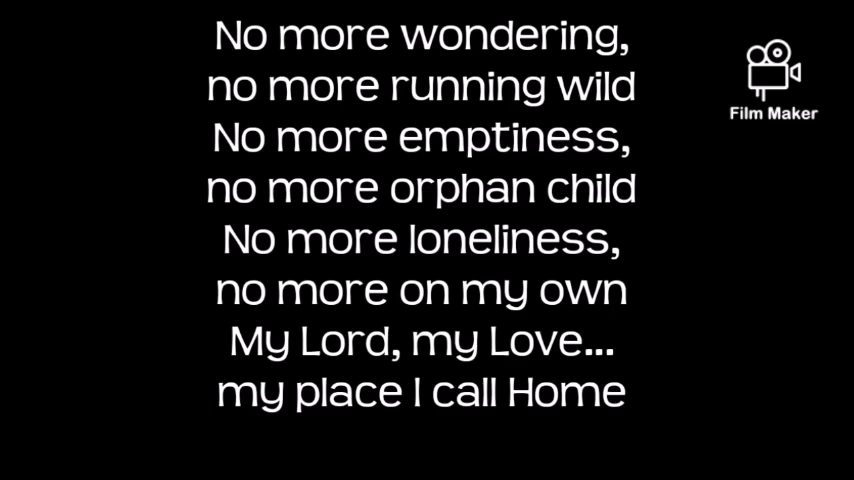 No more wondering,
no more running wild
No more emptiness,
no more orphan child
No more loneliness,
no more on my own
My Lord, my Love...
my place I call Home
Film Maker